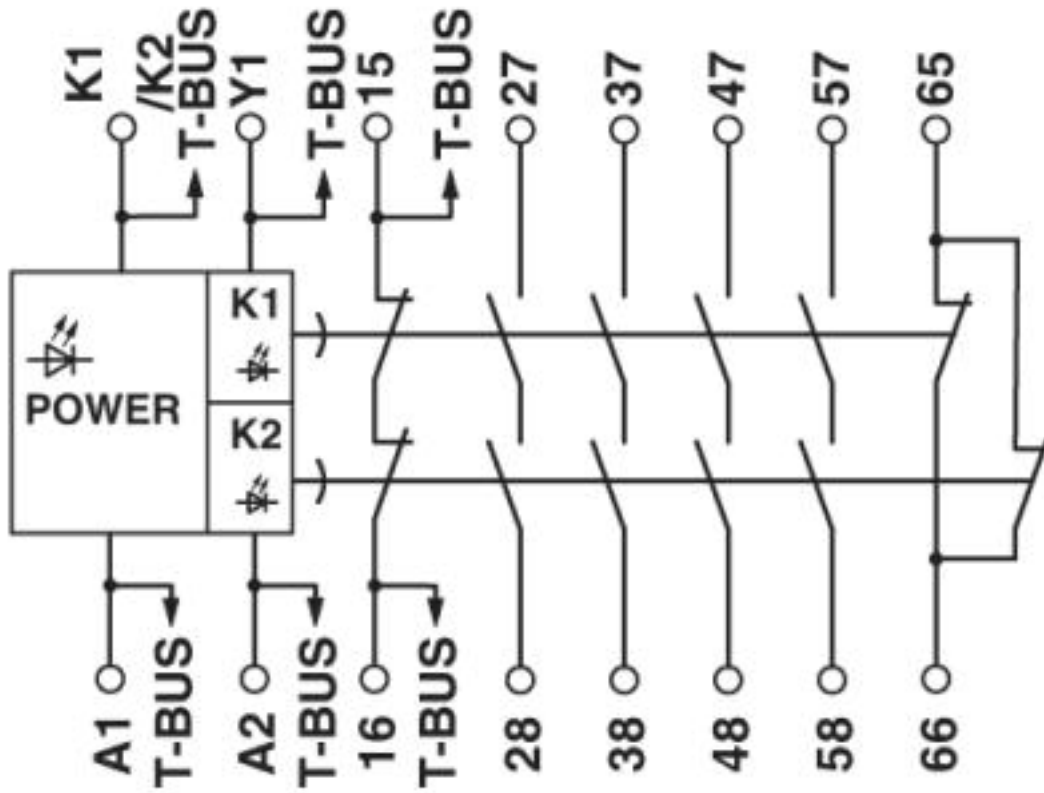 K1
/K2
T-BUS
Y1
T-BUS
15
T-BUS
27
37
47
57
65
K1
POWER
K2
A1
T-BUS
A2
T-BUS
16
T-BUS
28
38
48
58
66